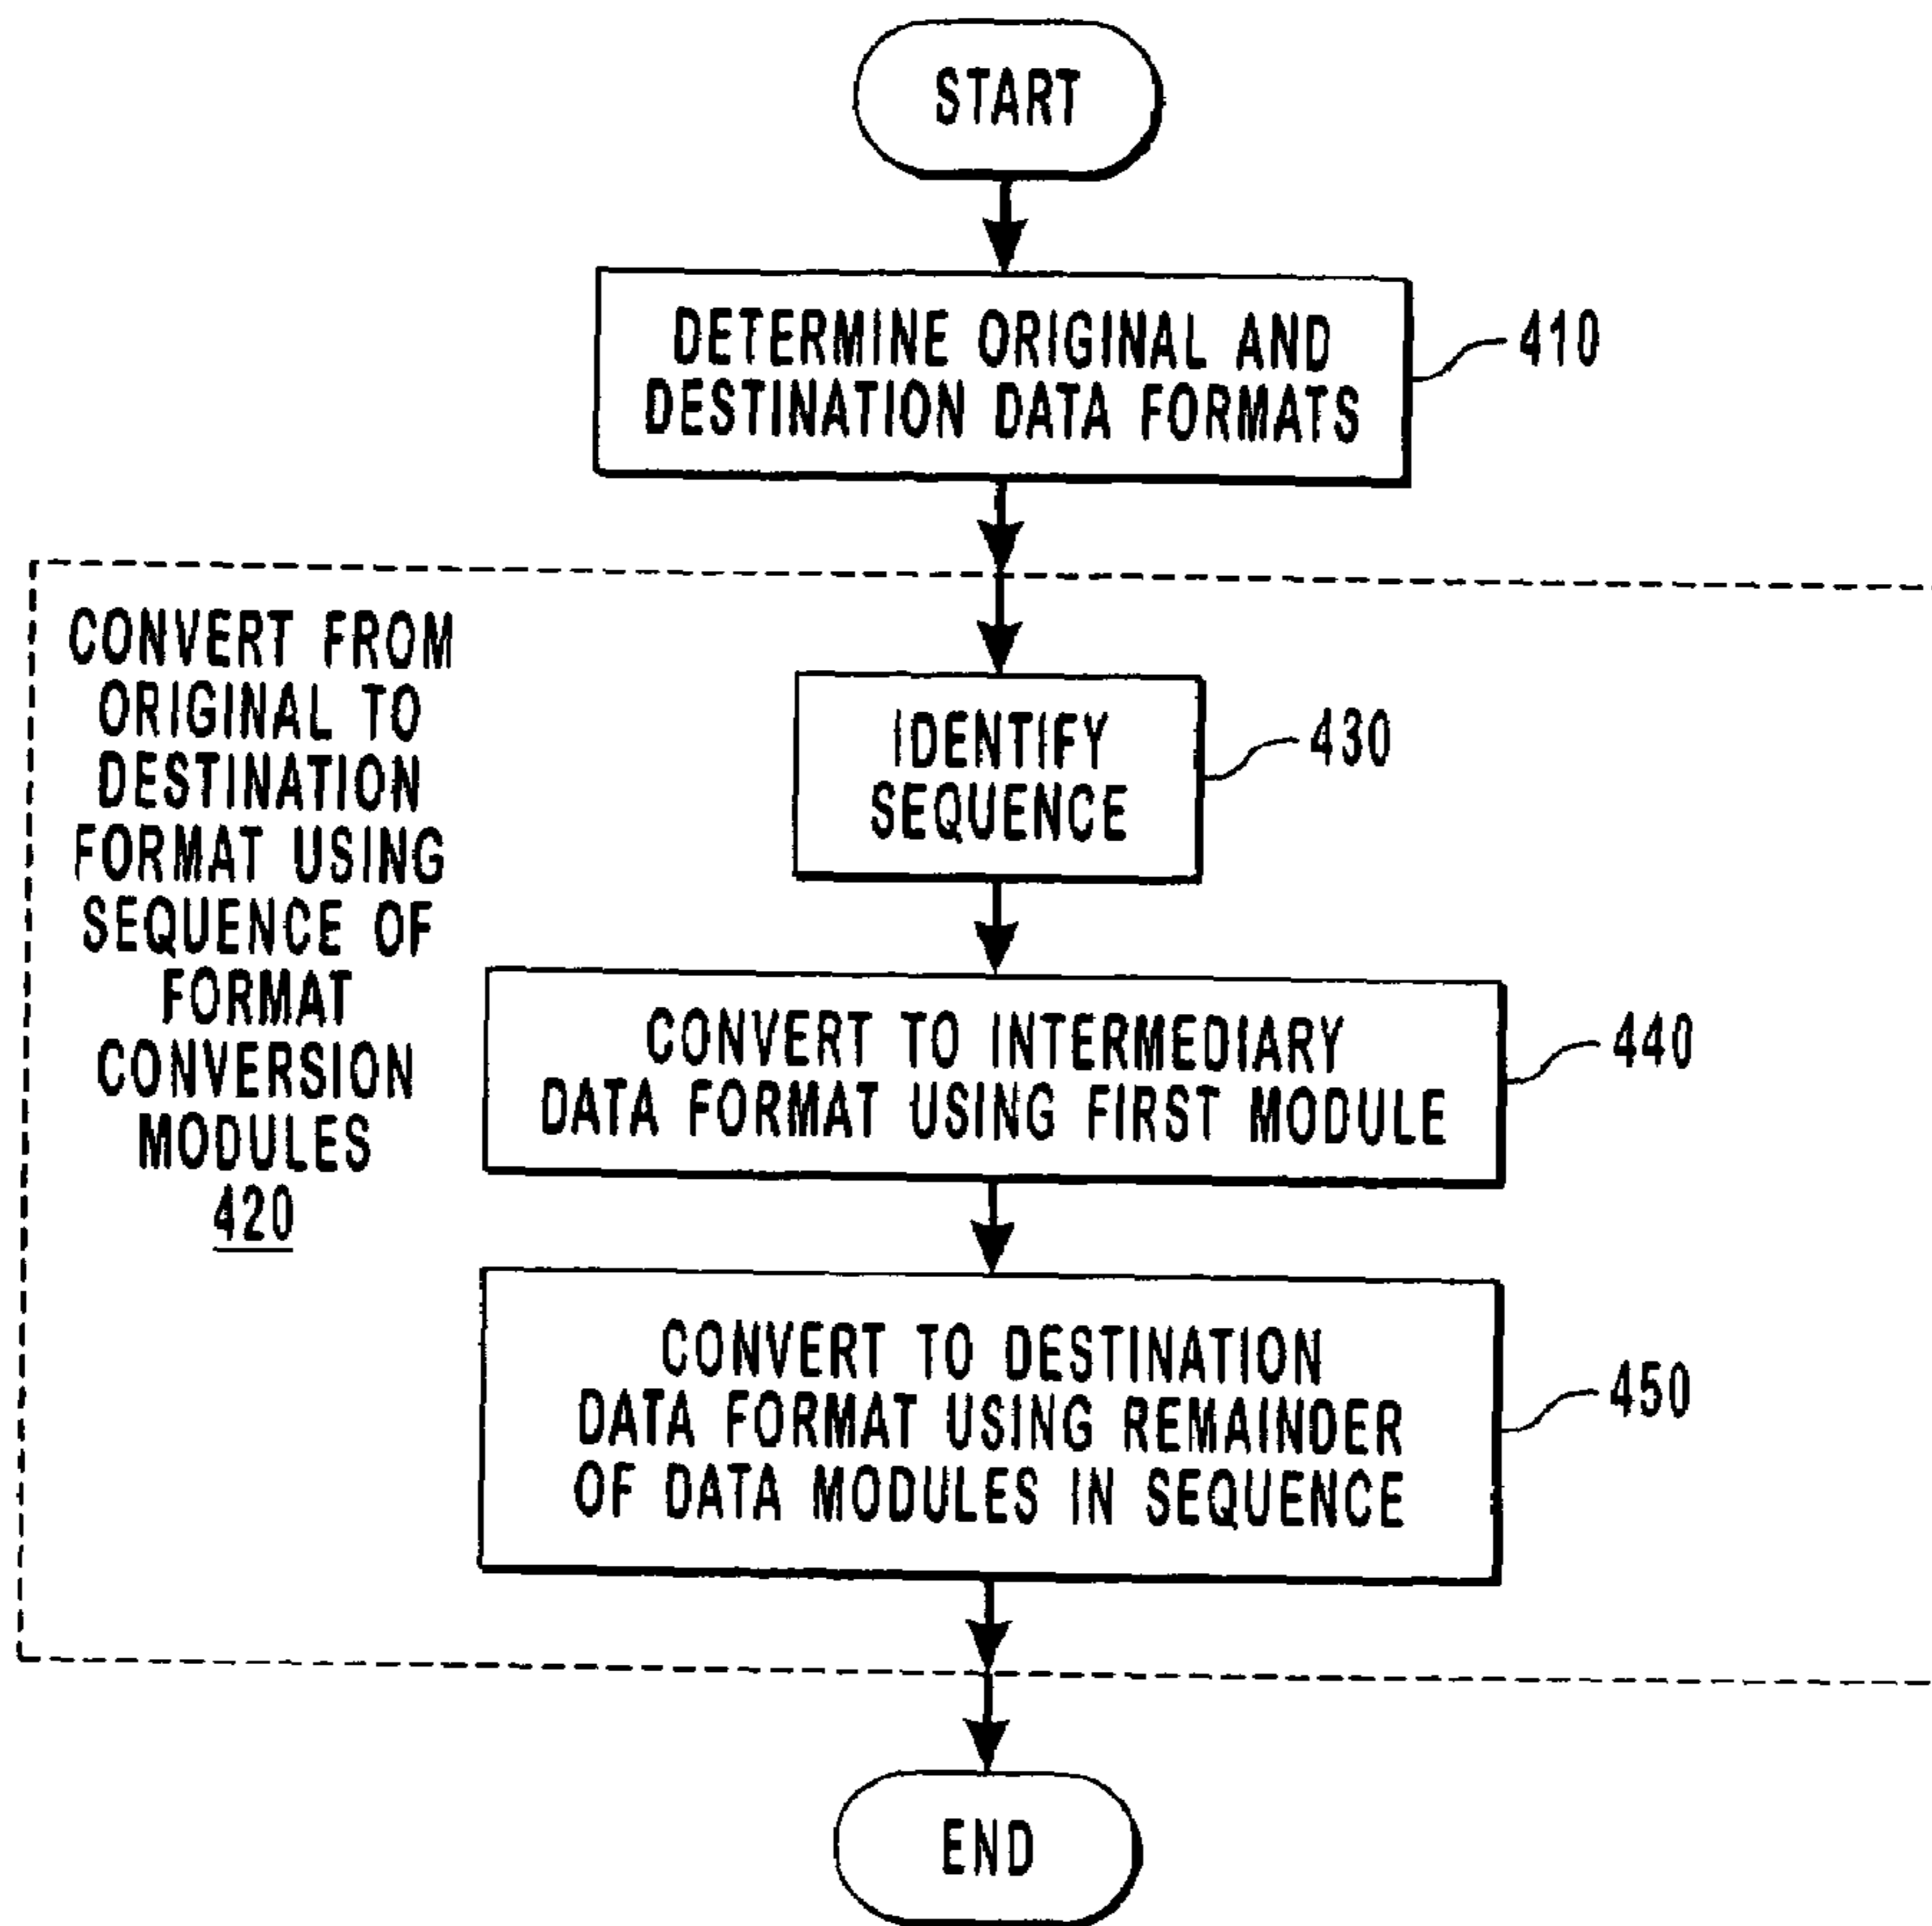 START
DETERMINE ORIGINAL AND
DESTINATION DATA FORMATS
410
CONVERT FROM
ORIGINAL TO
DESTINATION
FORMAT USING
SEQUENCE OF
FORMAT
CONVERSION
MODULES
420
IDENTIFY
SEQUENCE
430
CONVERT TO INTERMEDIARY
DATA FORMAT USING FIRST MODULE
440
CONVERT TO DESTINATION
DATA FORMAT USING REMAINDER
OF DATA MODULES IN SEQUENCE
450
END